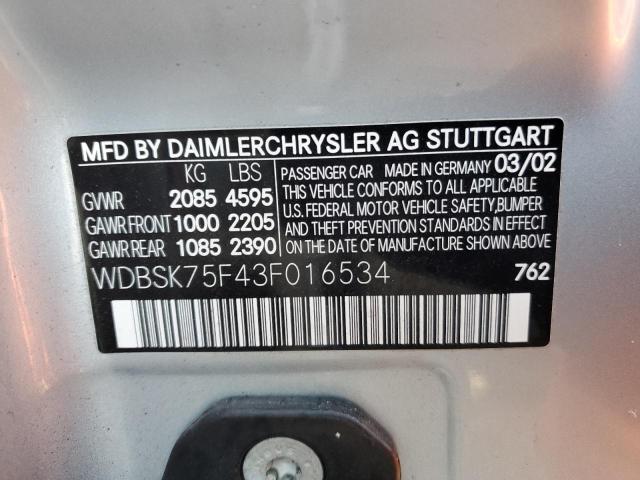 MFD BY DAIMLERCHRYSLER AG STUTTGART
KG LBS
GVWR 2085 4595
GAWR FRONT 1000 2205
GAWR REAR 1085 2390
PASSENGER CAR MADE IN GERMANY 03/02
THIS VEHICLE CONFORMS TO ALL APPLICABLE
U.S. FEDERAL MOTOR VEHICLE SAFETY,BUMPER
AND THEFT PREVENTION STANDARDS IN EFFECT
ON THE DATE OF MANUFACTURE SHOWN ABOVE.
WDBSK75F43F016534 762